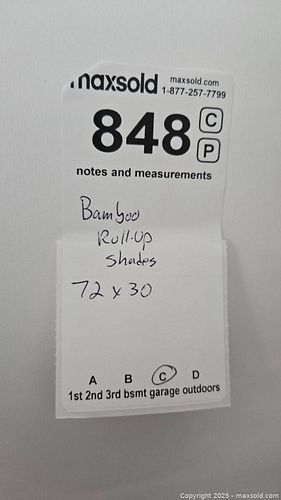 maxsold maxsold.com
1-877-257-7799
848 C
P
notes and measurements
Bamboo
Roll-Up
Shades
72 x 30
A B C D
1st 2nd 3rd bsmt garage outdoors
Copyright © 2025 - maxsold.com